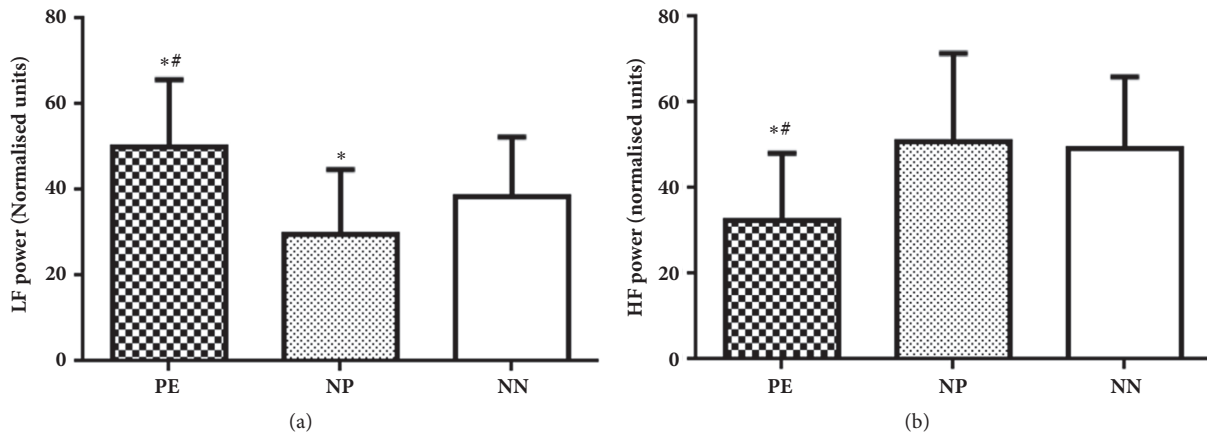 LF power (Normalised units)
80
60
40
20
0
*#
*
PE
NP
NN
(a)
HF power (normalised units)
80
60
40
20
0
*#
PE
NP
NN
(b)